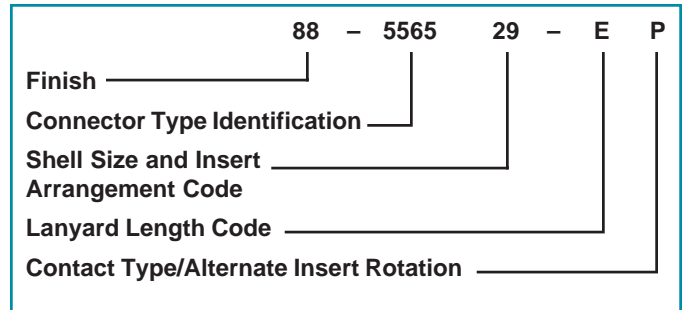 88 – 5565 29 – E P
Finish
Connector Type Identification
Shell Size and Insert
Arrangement Code
Lanyard Length Code
Contact Type/Alternate Insert Rotation